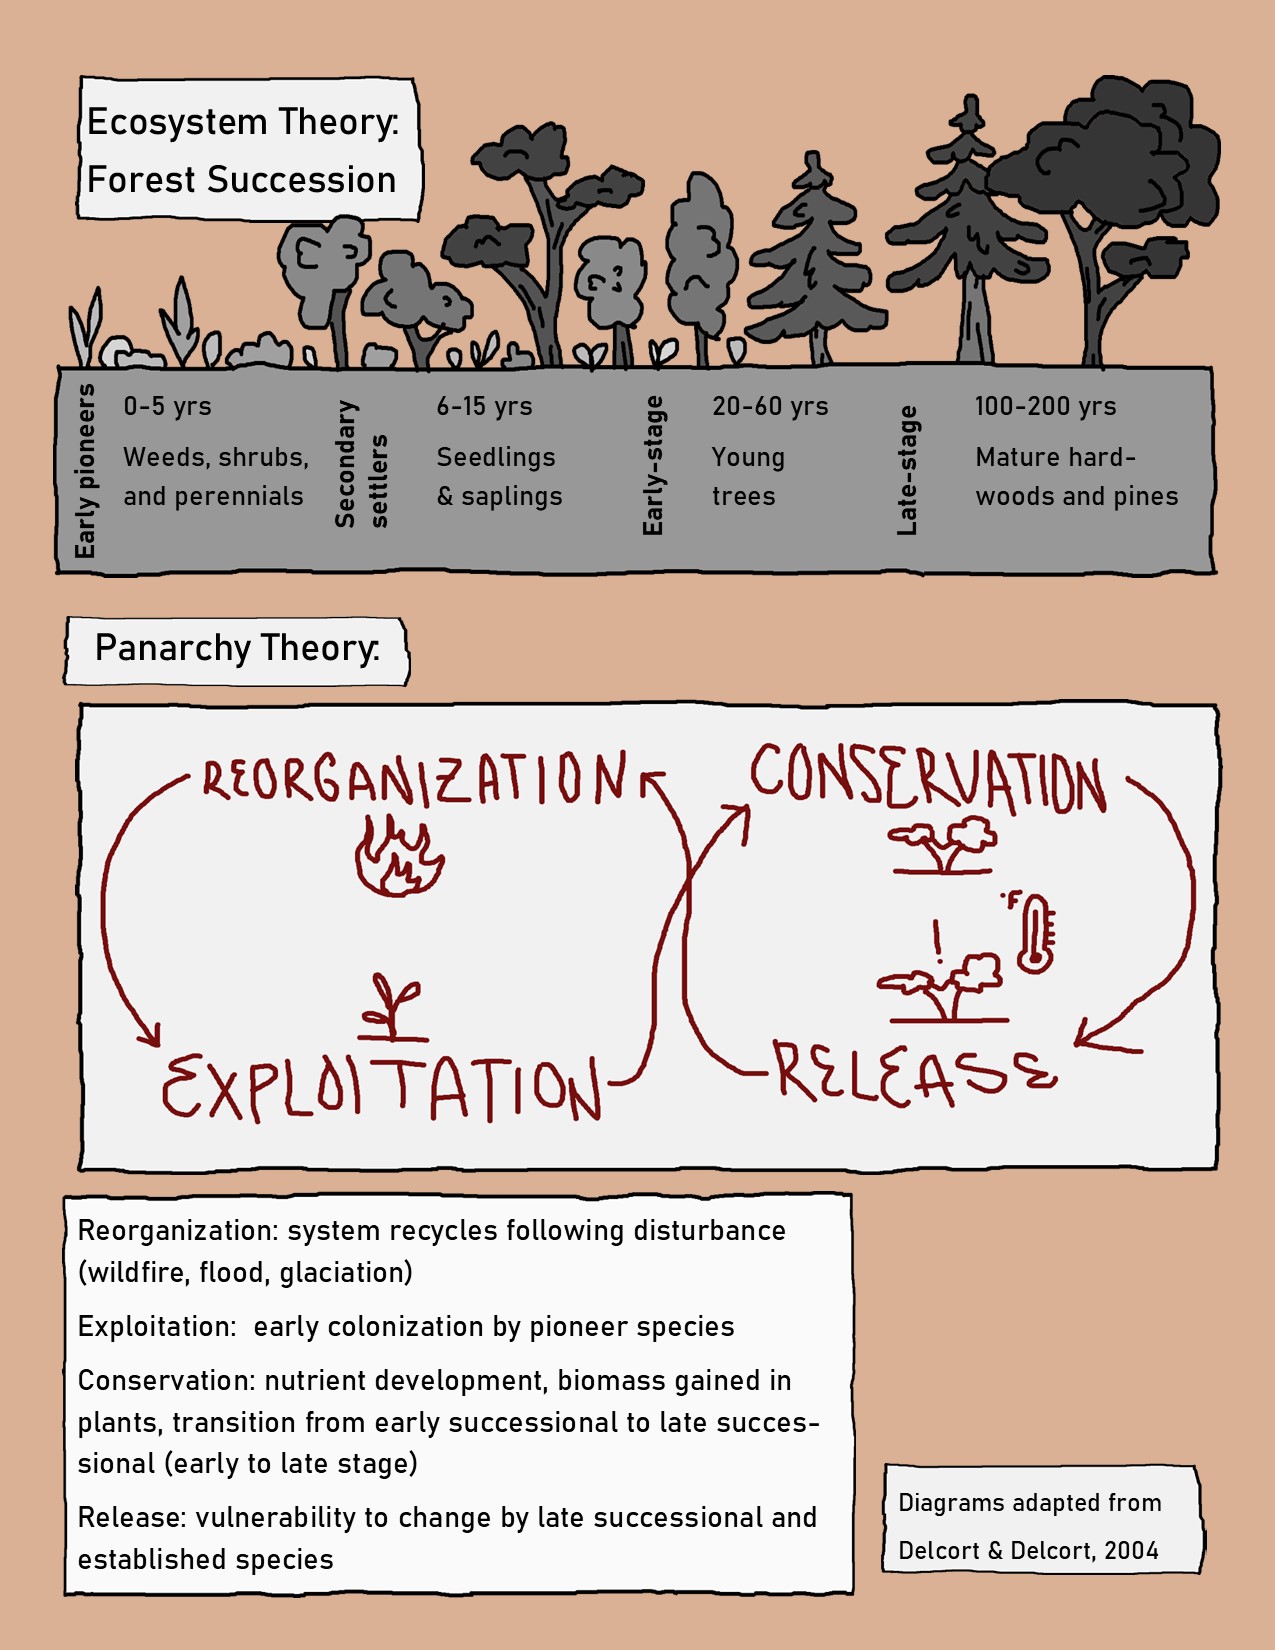 Ecosystem Theory:
Forest Succession
Early pioneers
0-5 yrs
Weeds, shrubs,
and perennials
Secondary
settlers
6-15 yrs
Seedlings
& saplings
Early-stage
20-60 yrs
Young
trees
Late-stage
100-200 yrs
Mature hard-
woods and pines
Panarchy Theory:
REORGANIZATION
CONSERVATION
°F
!
EXPLOITATION
RELEASE
Reorganization: system recycles following disturbance
(wildfire, flood, glaciation)
Exploitation: early colonization by pioneer species
Conservation: nutrient development, biomass gained in
plants, transition from early successional to late succes-
sional (early to late stage)
Release: vulnerability to change by late successional and
established species
Diagrams adapted from
Delcort & Delcort, 2004